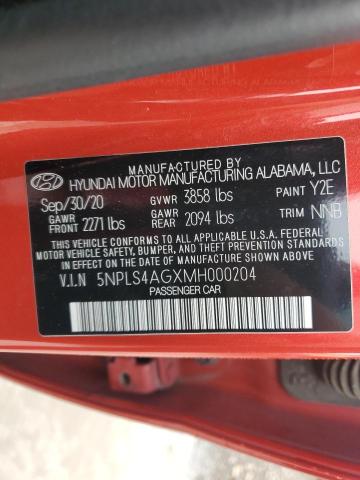 MANUFACTURED BY
HYUNDAI MOTOR MANUFACTURING ALABAMA, LLC
Sep/30/20 GVWR 3858 lbs PAINT Y2E
GAWR FRONT 2271 lbs GAWR REAR 2094 lbs TRIM NNB
THIS VEHICLE CONFORMS TO ALL APPLICABLE U.S. FEDERAL
MOTOR VEHICLE SAFETY, BUMPER, AND THEFT PREVENTION
STANDARDS IN EFFECT ON THE DATE OF MANUFACTURE SHOWN ABOVE.
V.I.N 5NPLS4AGXMH000204
PASSENGER CAR